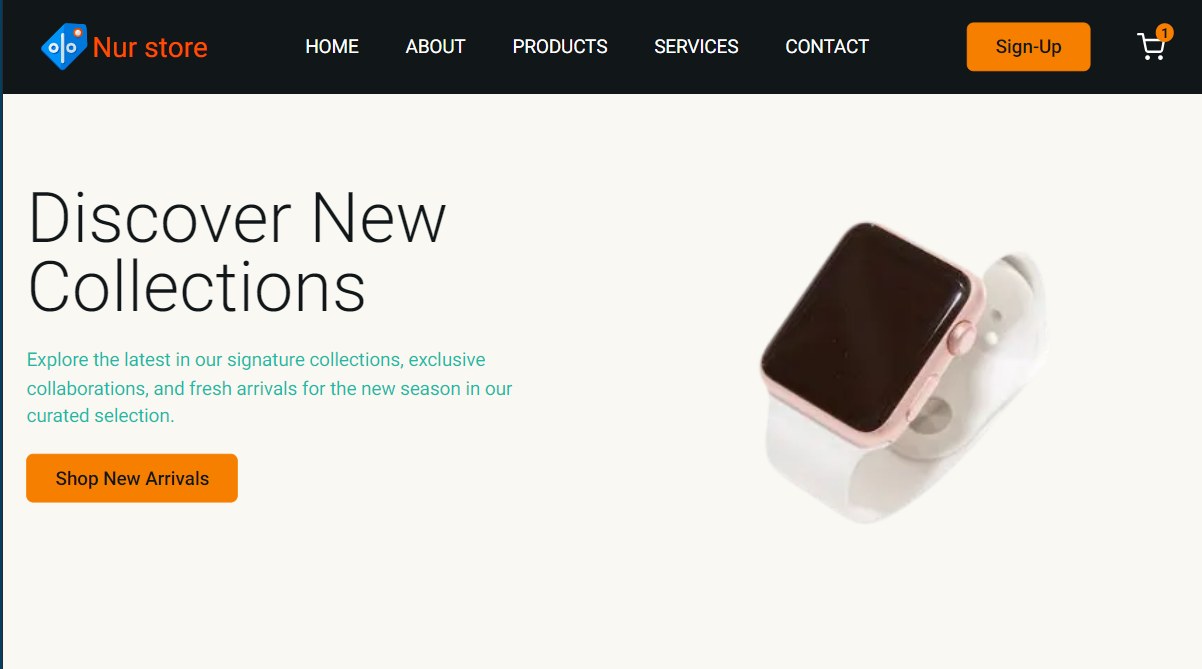 Nur store
HOME ABOUT PRODUCTS SERVICES CONTACT
Sign-Up
1
Discover New
Collections
Explore the latest in our signature collections, exclusive
collaborations, and fresh arrivals for the new season in our
curated selection.
Shop New Arrivals